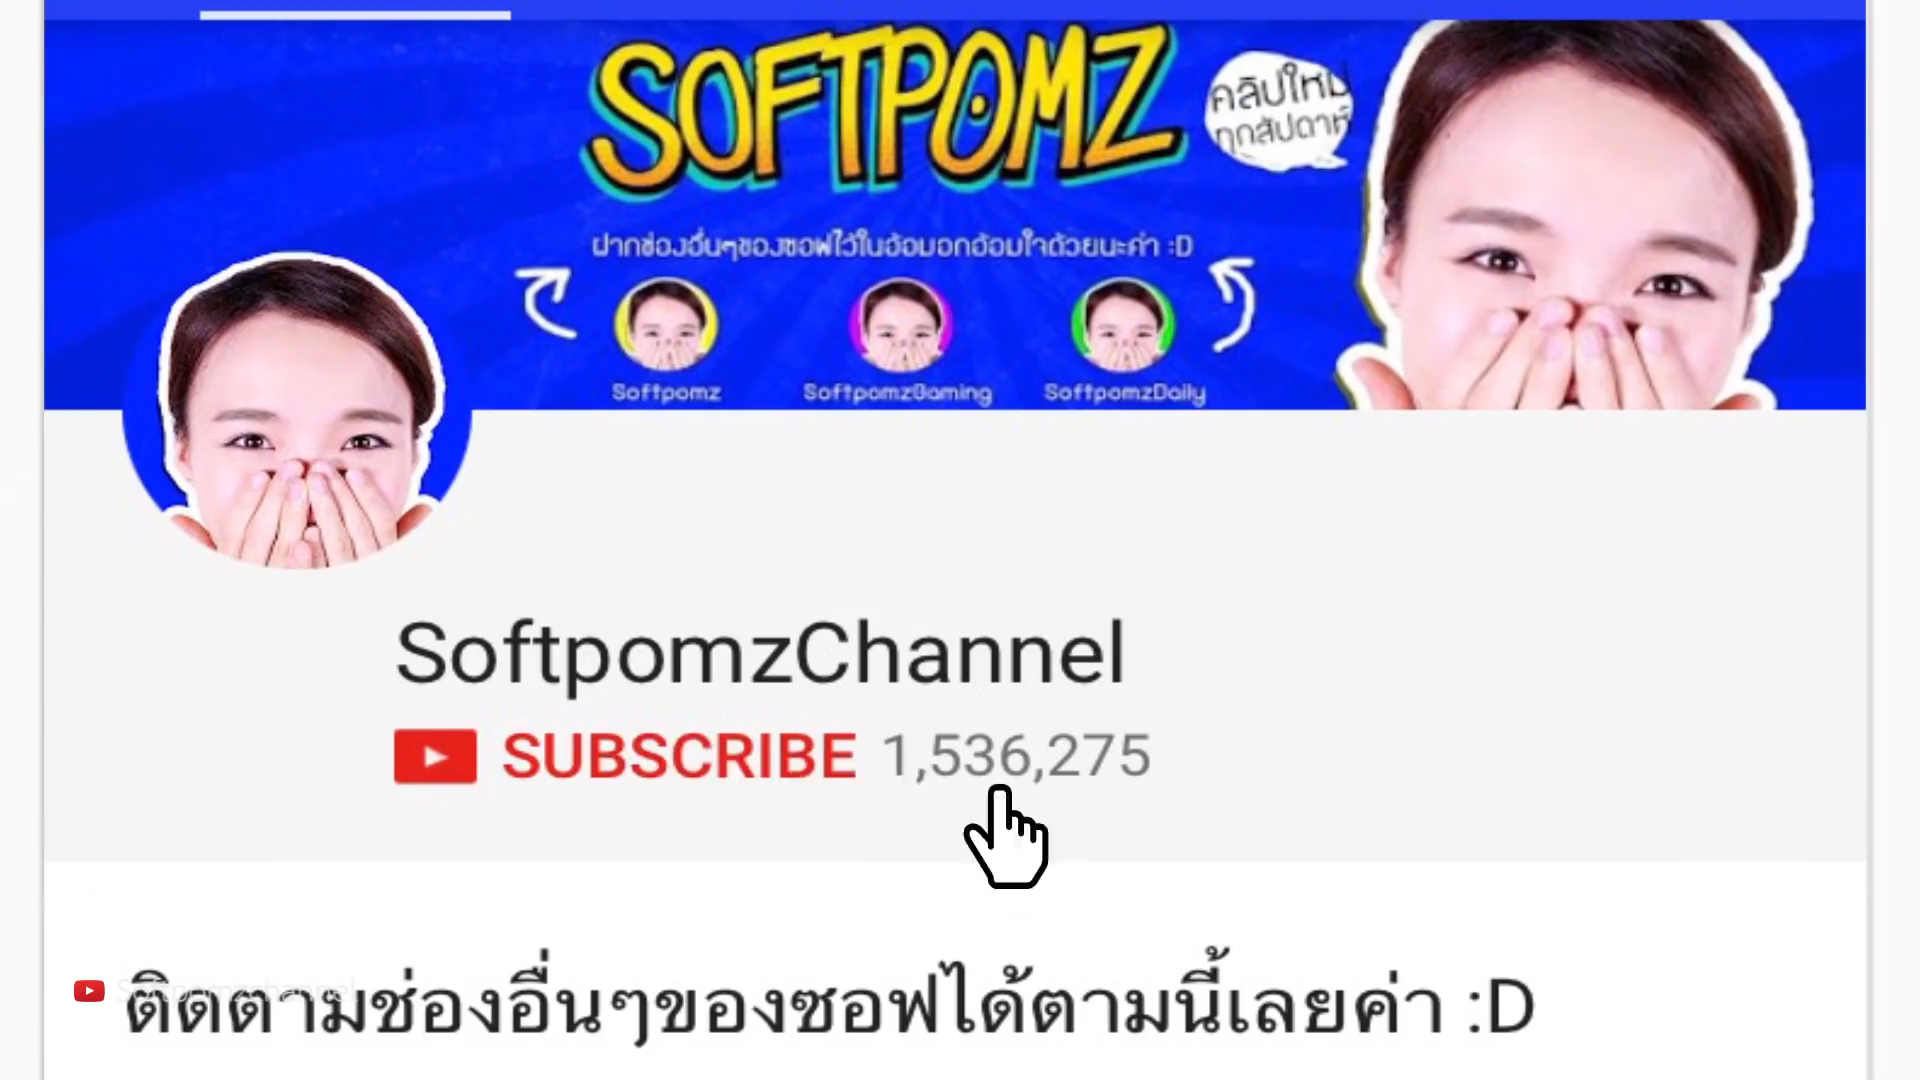 SOFTPOMZ
คลิปใหม่
ทุกสัปดาห์
ฝากช่องอื่นๆของซอฟไว้ในอ้อมอกอ้อมใจด้วยนะค่า :D
Softpomz
SoftpomzGaming
SoftpomzDaily
SoftpomzChannel
SUBSCRIBE 1,536,275
ติดตามช่องอื่นๆของซอฟได้ตามนี้เลยค่า :D
Softpomzchannel